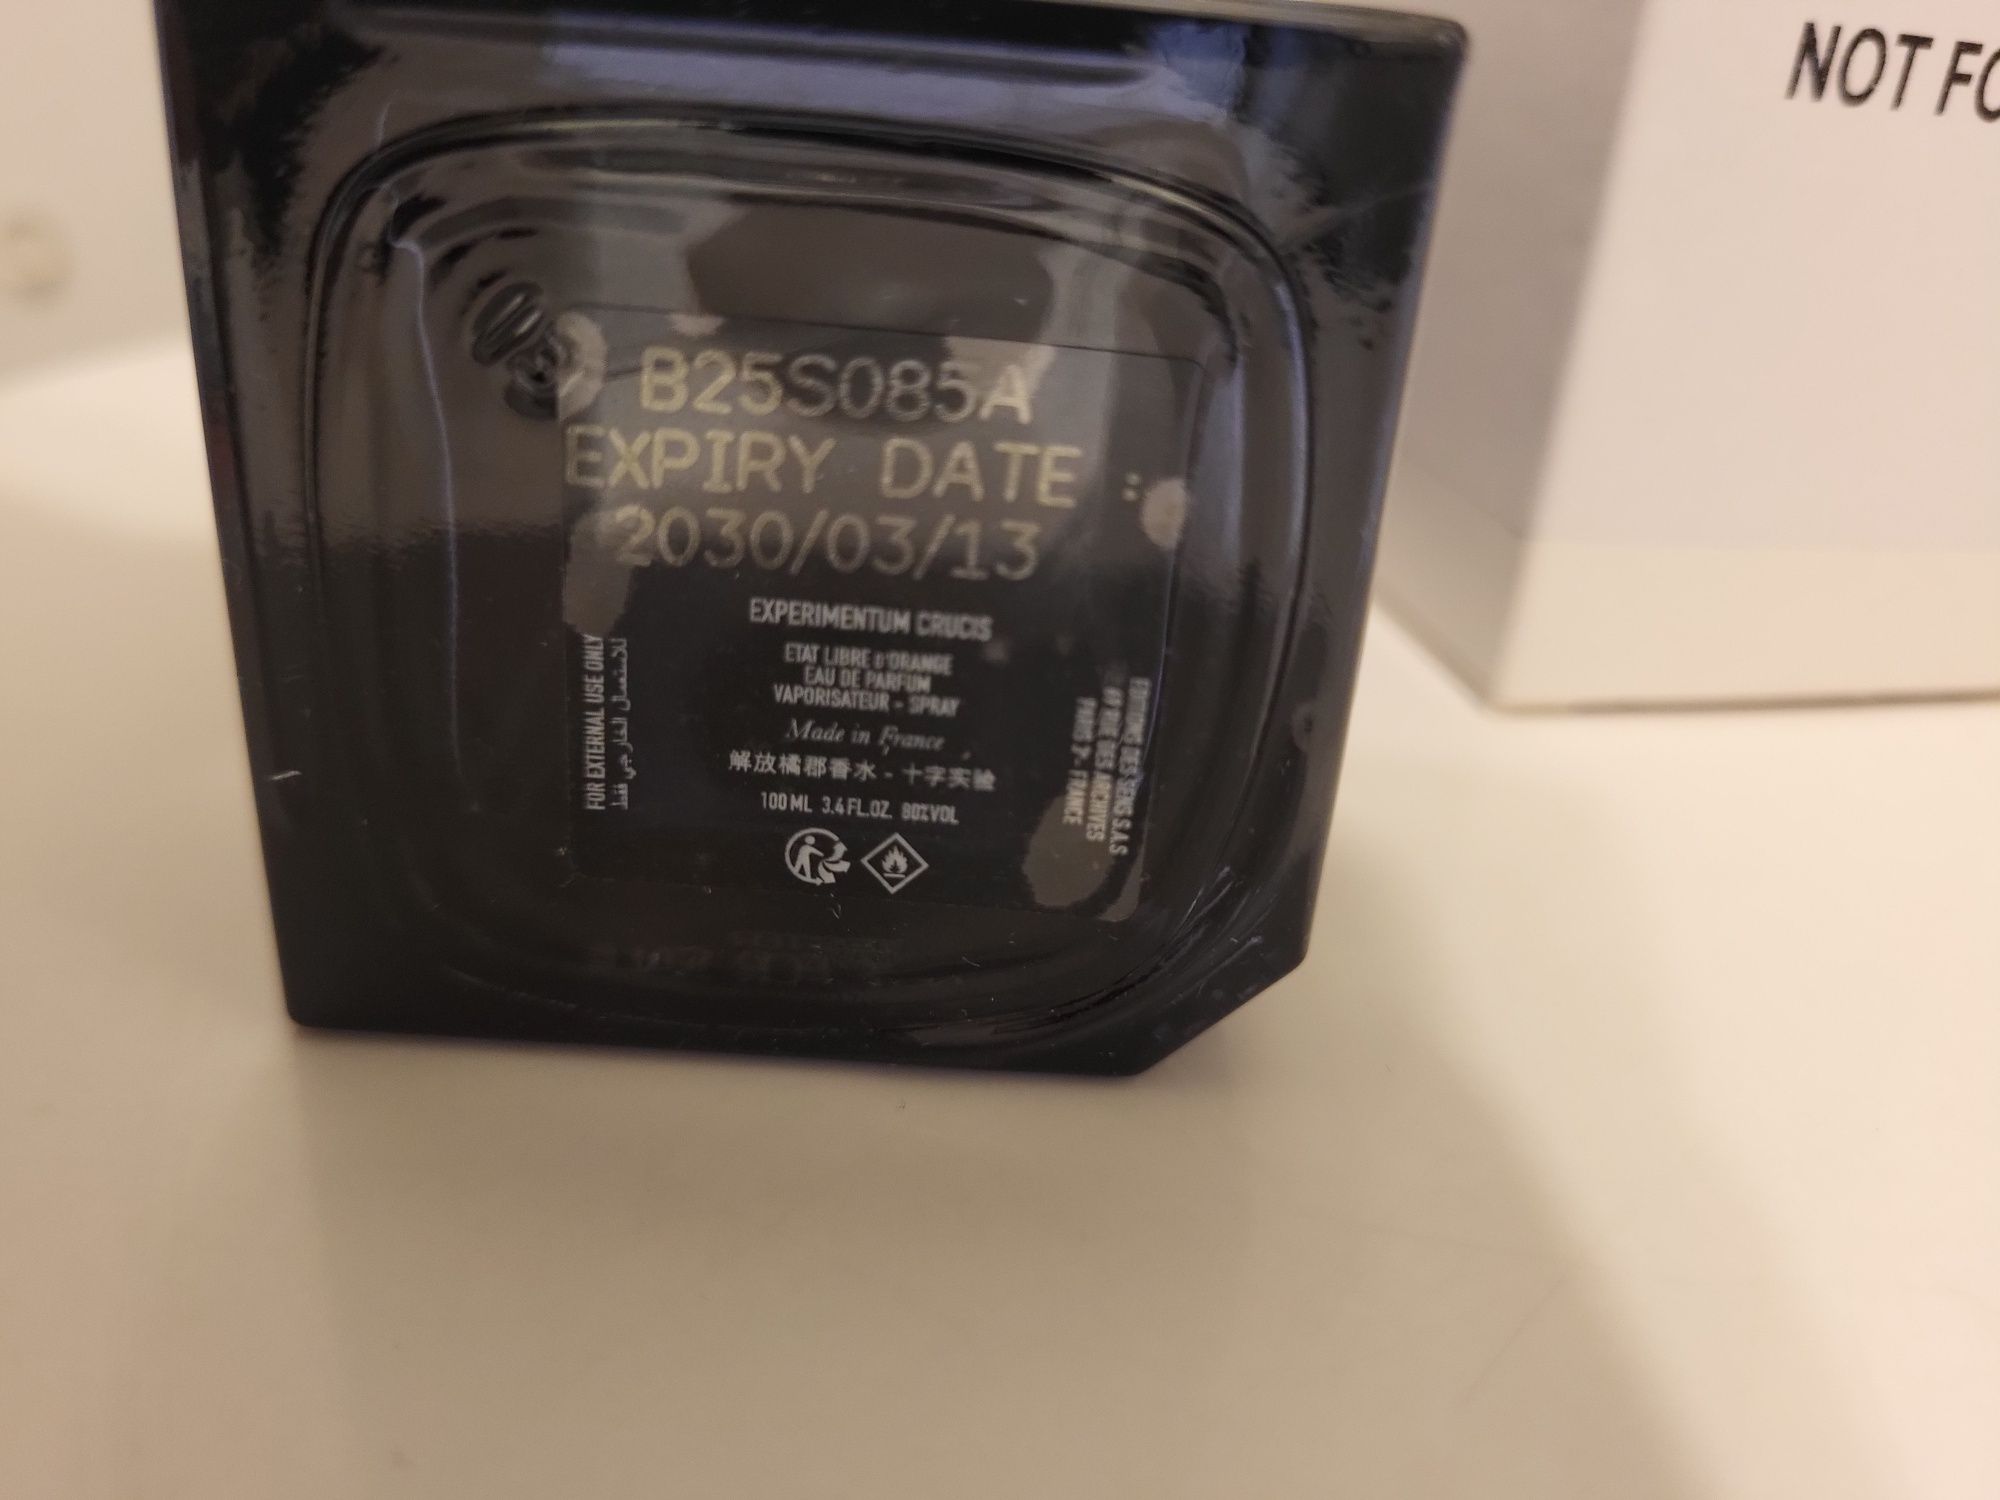 B25S085A
EXPIRY DATE :
2030/03/13
EXPERIMENTUM CRUCIS
ETAT LIBRE D'ORANGE
EAU DE PARFUM
VAPORISATEUR - SPRAY
Made in France
解放橘郡香水 - 十字实验
100 ML 3.4 FL.OZ. 80%VOL
FOR EXTERNAL USE ONLY
للاستعمال الخارجي فقط
EDITIONS DES SENS S.A.S
69 RUE DES ARCHIVES
PARIS 3e - FRANCE
NOT FO